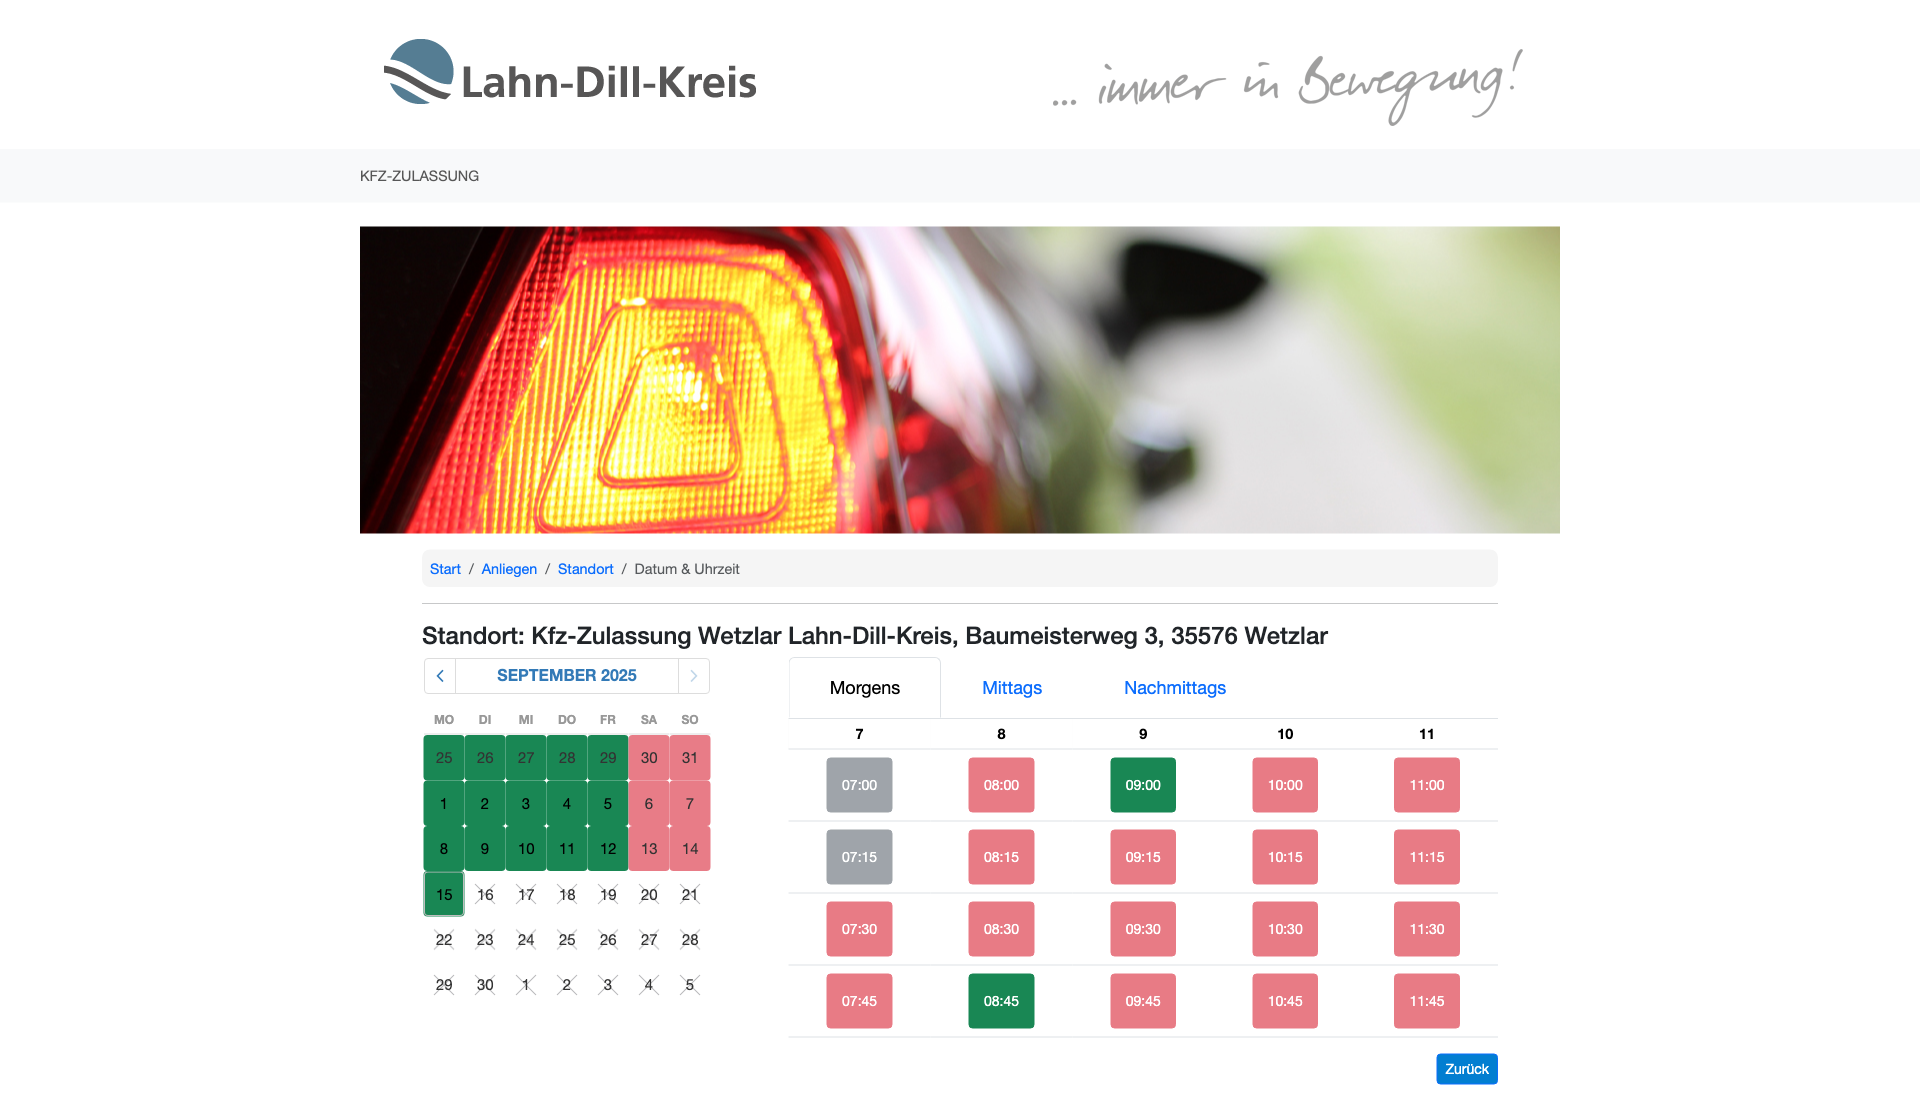 Lahn-Dill-Kreis
... immer in Bewegung!
KFZ-ZULASSUNG
Start / Anliegen / Standort / Datum & Uhrzeit
Standort: Kfz-Zulassung Wetzlar Lahn-Dill-Kreis, Baumeisterweg 3, 35576 Wetzlar
SEPTEMBER 2025
MO DI MI DO FR SA SO
25 26 27 28 29 30 31
1 2 3 4 5 6 7
8 9 10 11 12 13 14
15 16 17 18 19 20 21
22 23 24 25 26 27 28
29 30 1 2 3 4 5
Morgens Mittags Nachmittags
7 8 9 10 11
07:00 08:00 09:00 10:00 11:00
07:15 08:15 09:15 10:15 11:15
07:30 08:30 09:30 10:30 11:30
07:45 08:45 09:45 10:45 11:45
Zurück